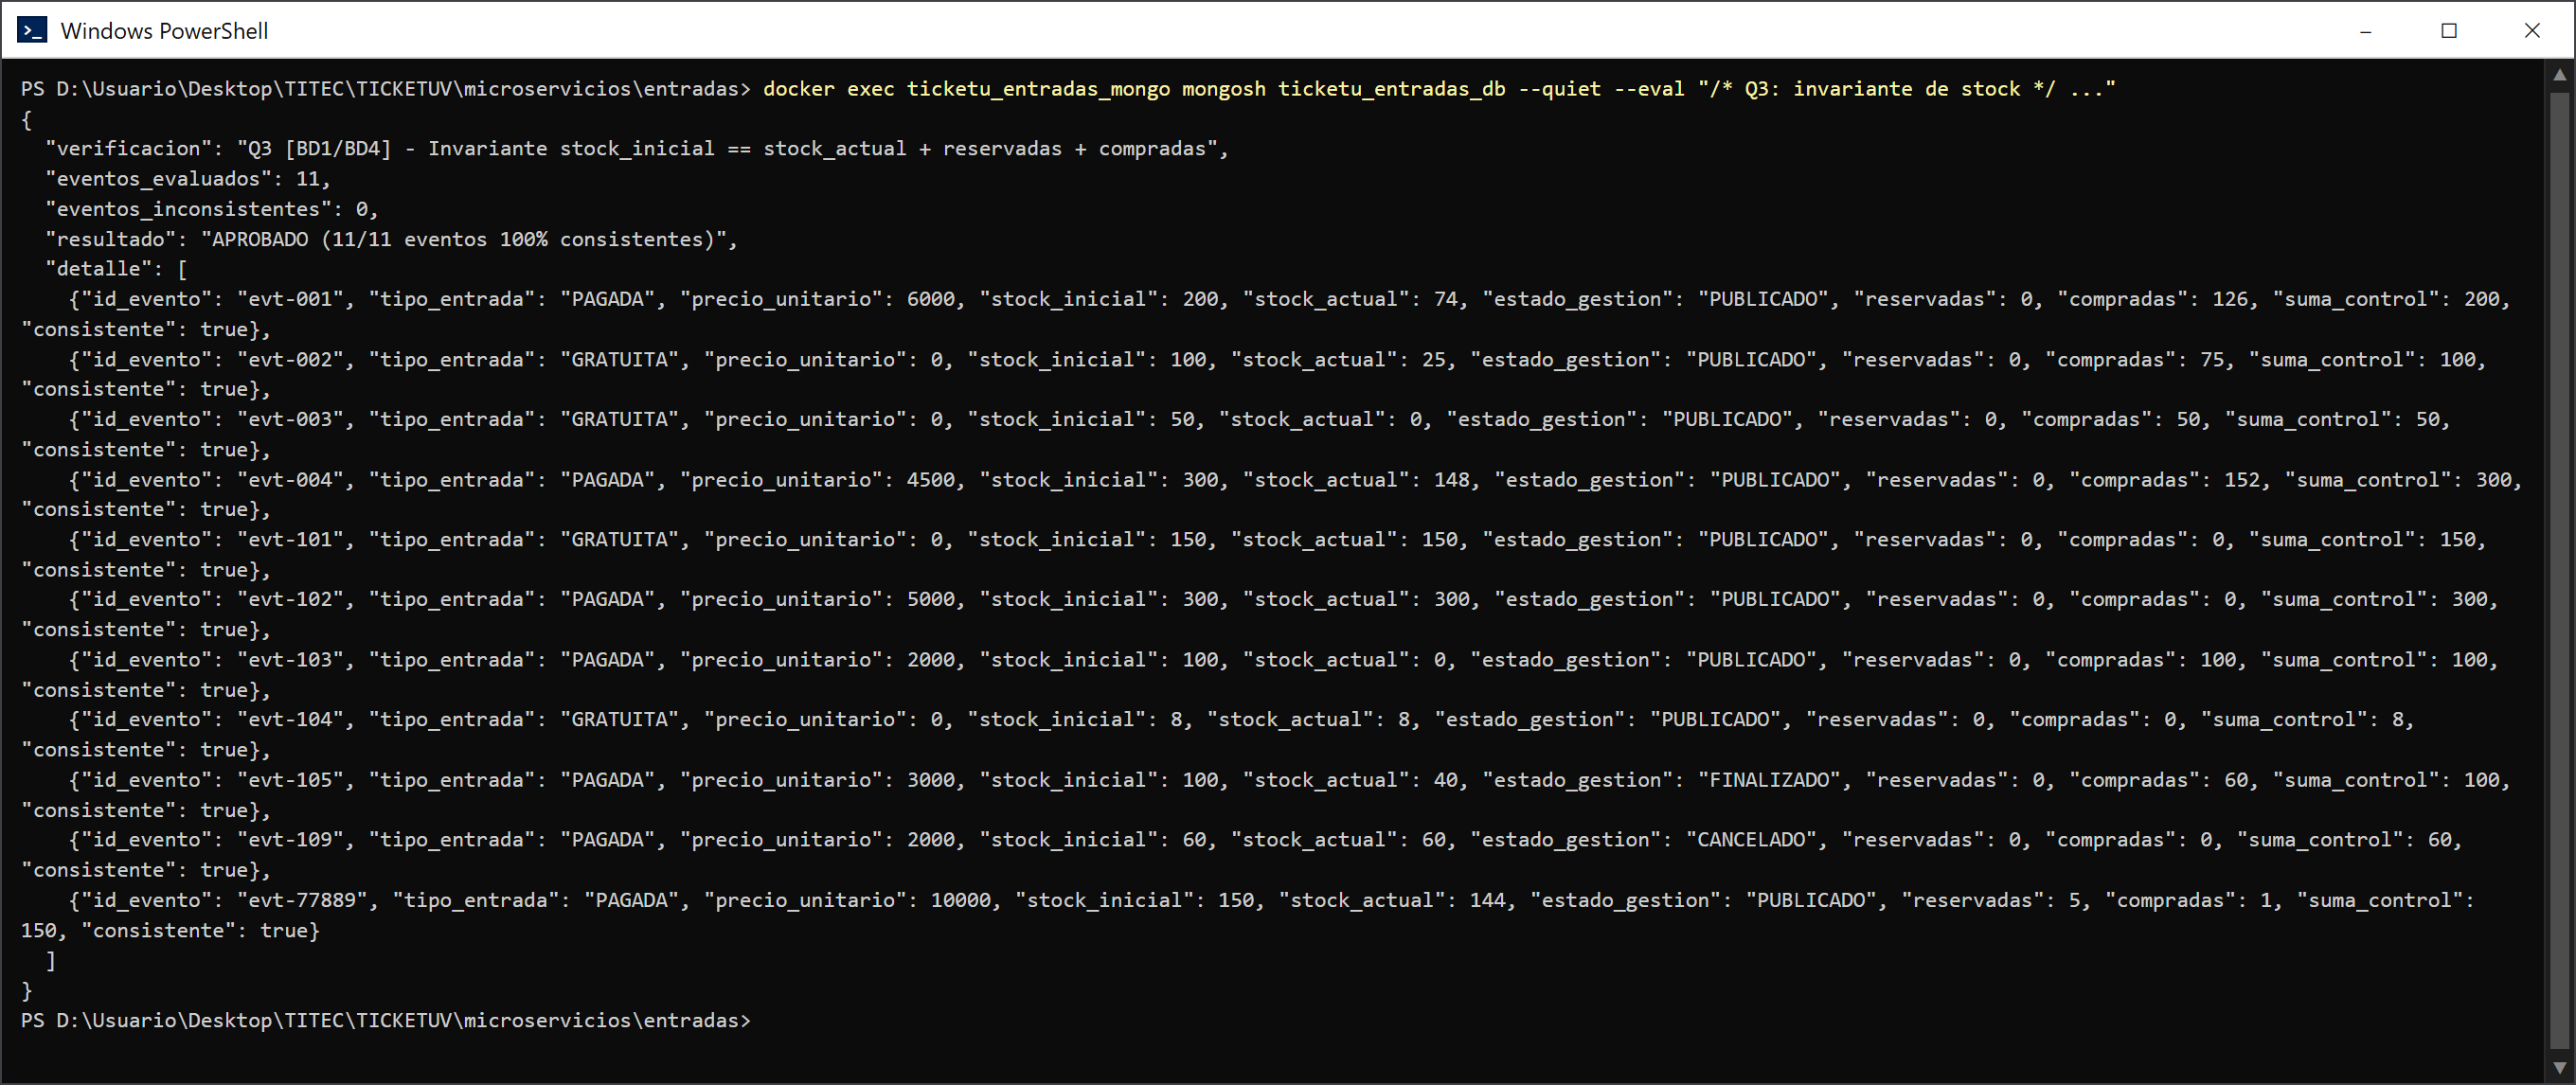 Windows PowerShell
PS D:\Usuario\Desktop\TITEC\TICKETUV\microservicios\entradas> docker exec ticketu_entradas_mongo mongosh ticketu_entradas_db --quiet --eval "/* Q3: invariante de stock */ ..."
{
  "verificacion": "Q3 [BD1/BD4] - Invariante stock_inicial == stock_actual + reservadas + compradas",
  "eventos_evaluados": 11,
  "eventos_inconsistentes": 0,
  "resultado": "APROBADO (11/11 eventos 100% consistentes)",
  "detalle": [
    {"id_evento": "evt-001", "tipo_entrada": "PAGADA", "precio_unitario": 6000, "stock_inicial": 200, "stock_actual": 74, "estado_gestion": "PUBLICADO", "reservadas": 0, "compradas": 126, "suma_control": 200,
"consistente": true},
    {"id_evento": "evt-002", "tipo_entrada": "GRATUITA", "precio_unitario": 0, "stock_inicial": 100, "stock_actual": 25, "estado_gestion": "PUBLICADO", "reservadas": 0, "compradas": 75, "suma_control": 100,
"consistente": true},
    {"id_evento": "evt-003", "tipo_entrada": "GRATUITA", "precio_unitario": 0, "stock_inicial": 50, "stock_actual": 0, "estado_gestion": "PUBLICADO", "reservadas": 0, "compradas": 50, "suma_control": 50,
"consistente": true},
    {"id_evento": "evt-004", "tipo_entrada": "PAGADA", "precio_unitario": 4500, "stock_inicial": 300, "stock_actual": 148, "estado_gestion": "PUBLICADO", "reservadas": 0, "compradas": 152, "suma_control": 300,
"consistente": true},
    {"id_evento": "evt-101", "tipo_entrada": "GRATUITA", "precio_unitario": 0, "stock_inicial": 150, "stock_actual": 150, "estado_gestion": "PUBLICADO", "reservadas": 0, "compradas": 0, "suma_control": 150,
"consistente": true},
    {"id_evento": "evt-102", "tipo_entrada": "PAGADA", "precio_unitario": 5000, "stock_inicial": 300, "stock_actual": 300, "estado_gestion": "PUBLICADO", "reservadas": 0, "compradas": 0, "suma_control": 300,
"consistente": true},
    {"id_evento": "evt-103", "tipo_entrada": "PAGADA", "precio_unitario": 2000, "stock_inicial": 100, "stock_actual": 0, "estado_gestion": "PUBLICADO", "reservadas": 0, "compradas": 100, "suma_control": 100,
"consistente": true},
    {"id_evento": "evt-104", "tipo_entrada": "GRATUITA", "precio_unitario": 0, "stock_inicial": 8, "stock_actual": 8, "estado_gestion": "PUBLICADO", "reservadas": 0, "compradas": 0, "suma_control": 8,
"consistente": true},
    {"id_evento": "evt-105", "tipo_entrada": "PAGADA", "precio_unitario": 3000, "stock_inicial": 100, "stock_actual": 40, "estado_gestion": "FINALIZADO", "reservadas": 0, "compradas": 60, "suma_control": 100,
"consistente": true},
    {"id_evento": "evt-109", "tipo_entrada": "PAGADA", "precio_unitario": 2000, "stock_inicial": 60, "stock_actual": 60, "estado_gestion": "CANCELADO", "reservadas": 0, "compradas": 0, "suma_control": 60,
"consistente": true},
    {"id_evento": "evt-77889", "tipo_entrada": "PAGADA", "precio_unitario": 10000, "stock_inicial": 150, "stock_actual": 144, "estado_gestion": "PUBLICADO", "reservadas": 5, "compradas": 1, "suma_control":
150, "consistente": true}
  ]
}
PS D:\Usuario\Desktop\TITEC\TICKETUV\microservicios\entradas>